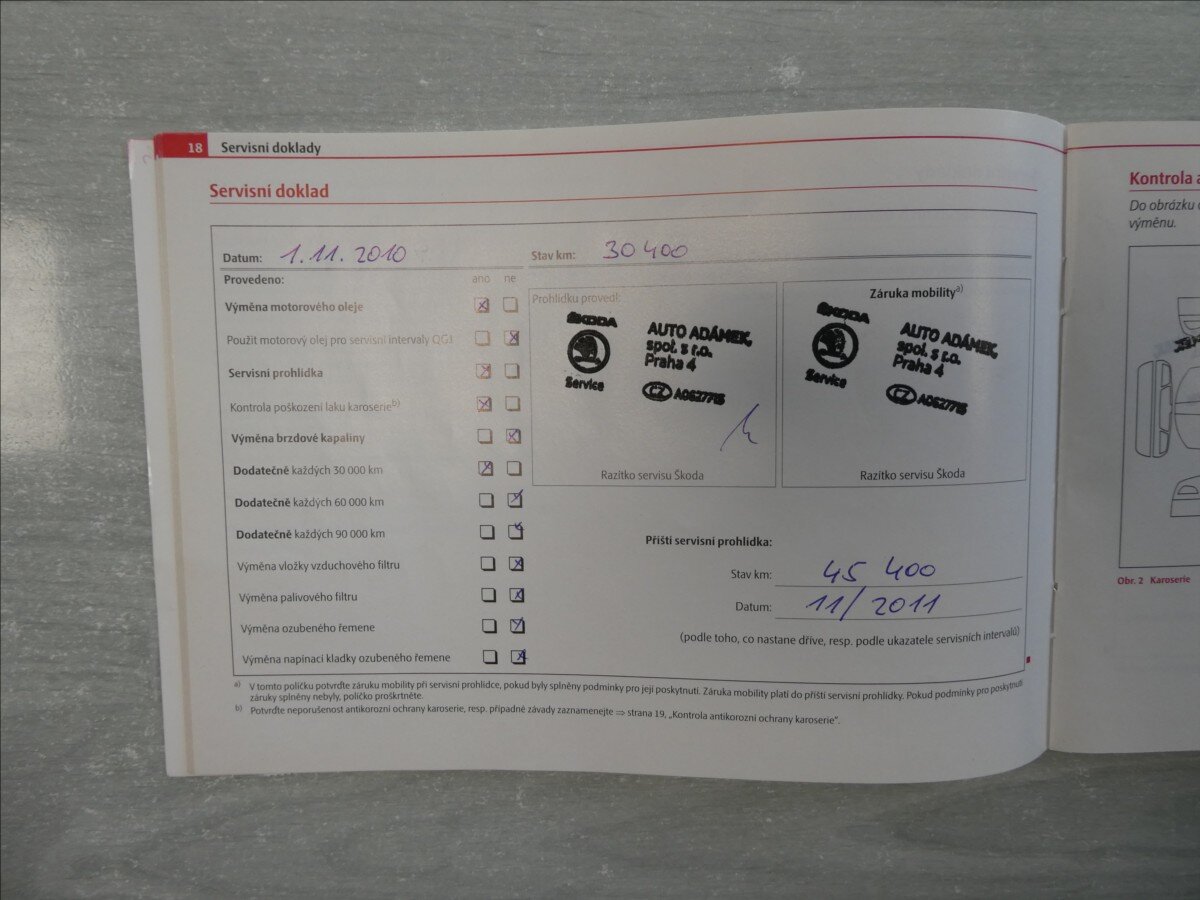 18 Servisní doklady
Servisní doklad
Datum: 1.11.2010 Stav km: 30 400
Provedeno: ano ne
Výměna motorového oleje
Použit motorový olej pro servisní intervaly QG1
Servisní prohlídka
Kontrola poškození laku karoserie b)
Výměna brzdové kapaliny
Dodatečně každých 30 000 km
Dodatečně každých 60 000 km
Dodatečně každých 90 000 km
Výměna vložky vzduchového filtru
Výměna palivového filtru
Výměna ozubeného řemene
Výměna napínací kladky ozubeného řemene
Prohlídku provedl:
ŠKODA
Service
AUTO ADÁMEK,
spol. s r.o.
Praha 4
CZ A0627715
Razítko servisu Škoda
Záruka mobility a)
ŠKODA
Service
AUTO ADÁMEK,
spol. s r.o.
Praha 4
CZ A0627715
Razítko servisu Škoda
Příští servisní prohlídka:
Stav km: 45 400
Datum: 11/2011
(podle toho, co nastane dříve, resp. podle ukazatele servisních intervalů)
a) V tomto políčku potvrďte záruku mobility při servisní prohlídce, pokud byly splněny podmínky pro její poskytnutí. Záruka mobility platí do příští servisní prohlídky. Pokud podmínky pro poskytnutí
záruky splněny nebyly, políčko proškrtněte.
b) Potvrďte neporušenost antikorozní ochrany karoserie, resp. případné závady zaznamenejte ⇒ strana 19, „Kontrola antikorozní ochrany karoserie".
Kontrola a
Do obrázku
výměnu.
Obr. 2 Karoserie